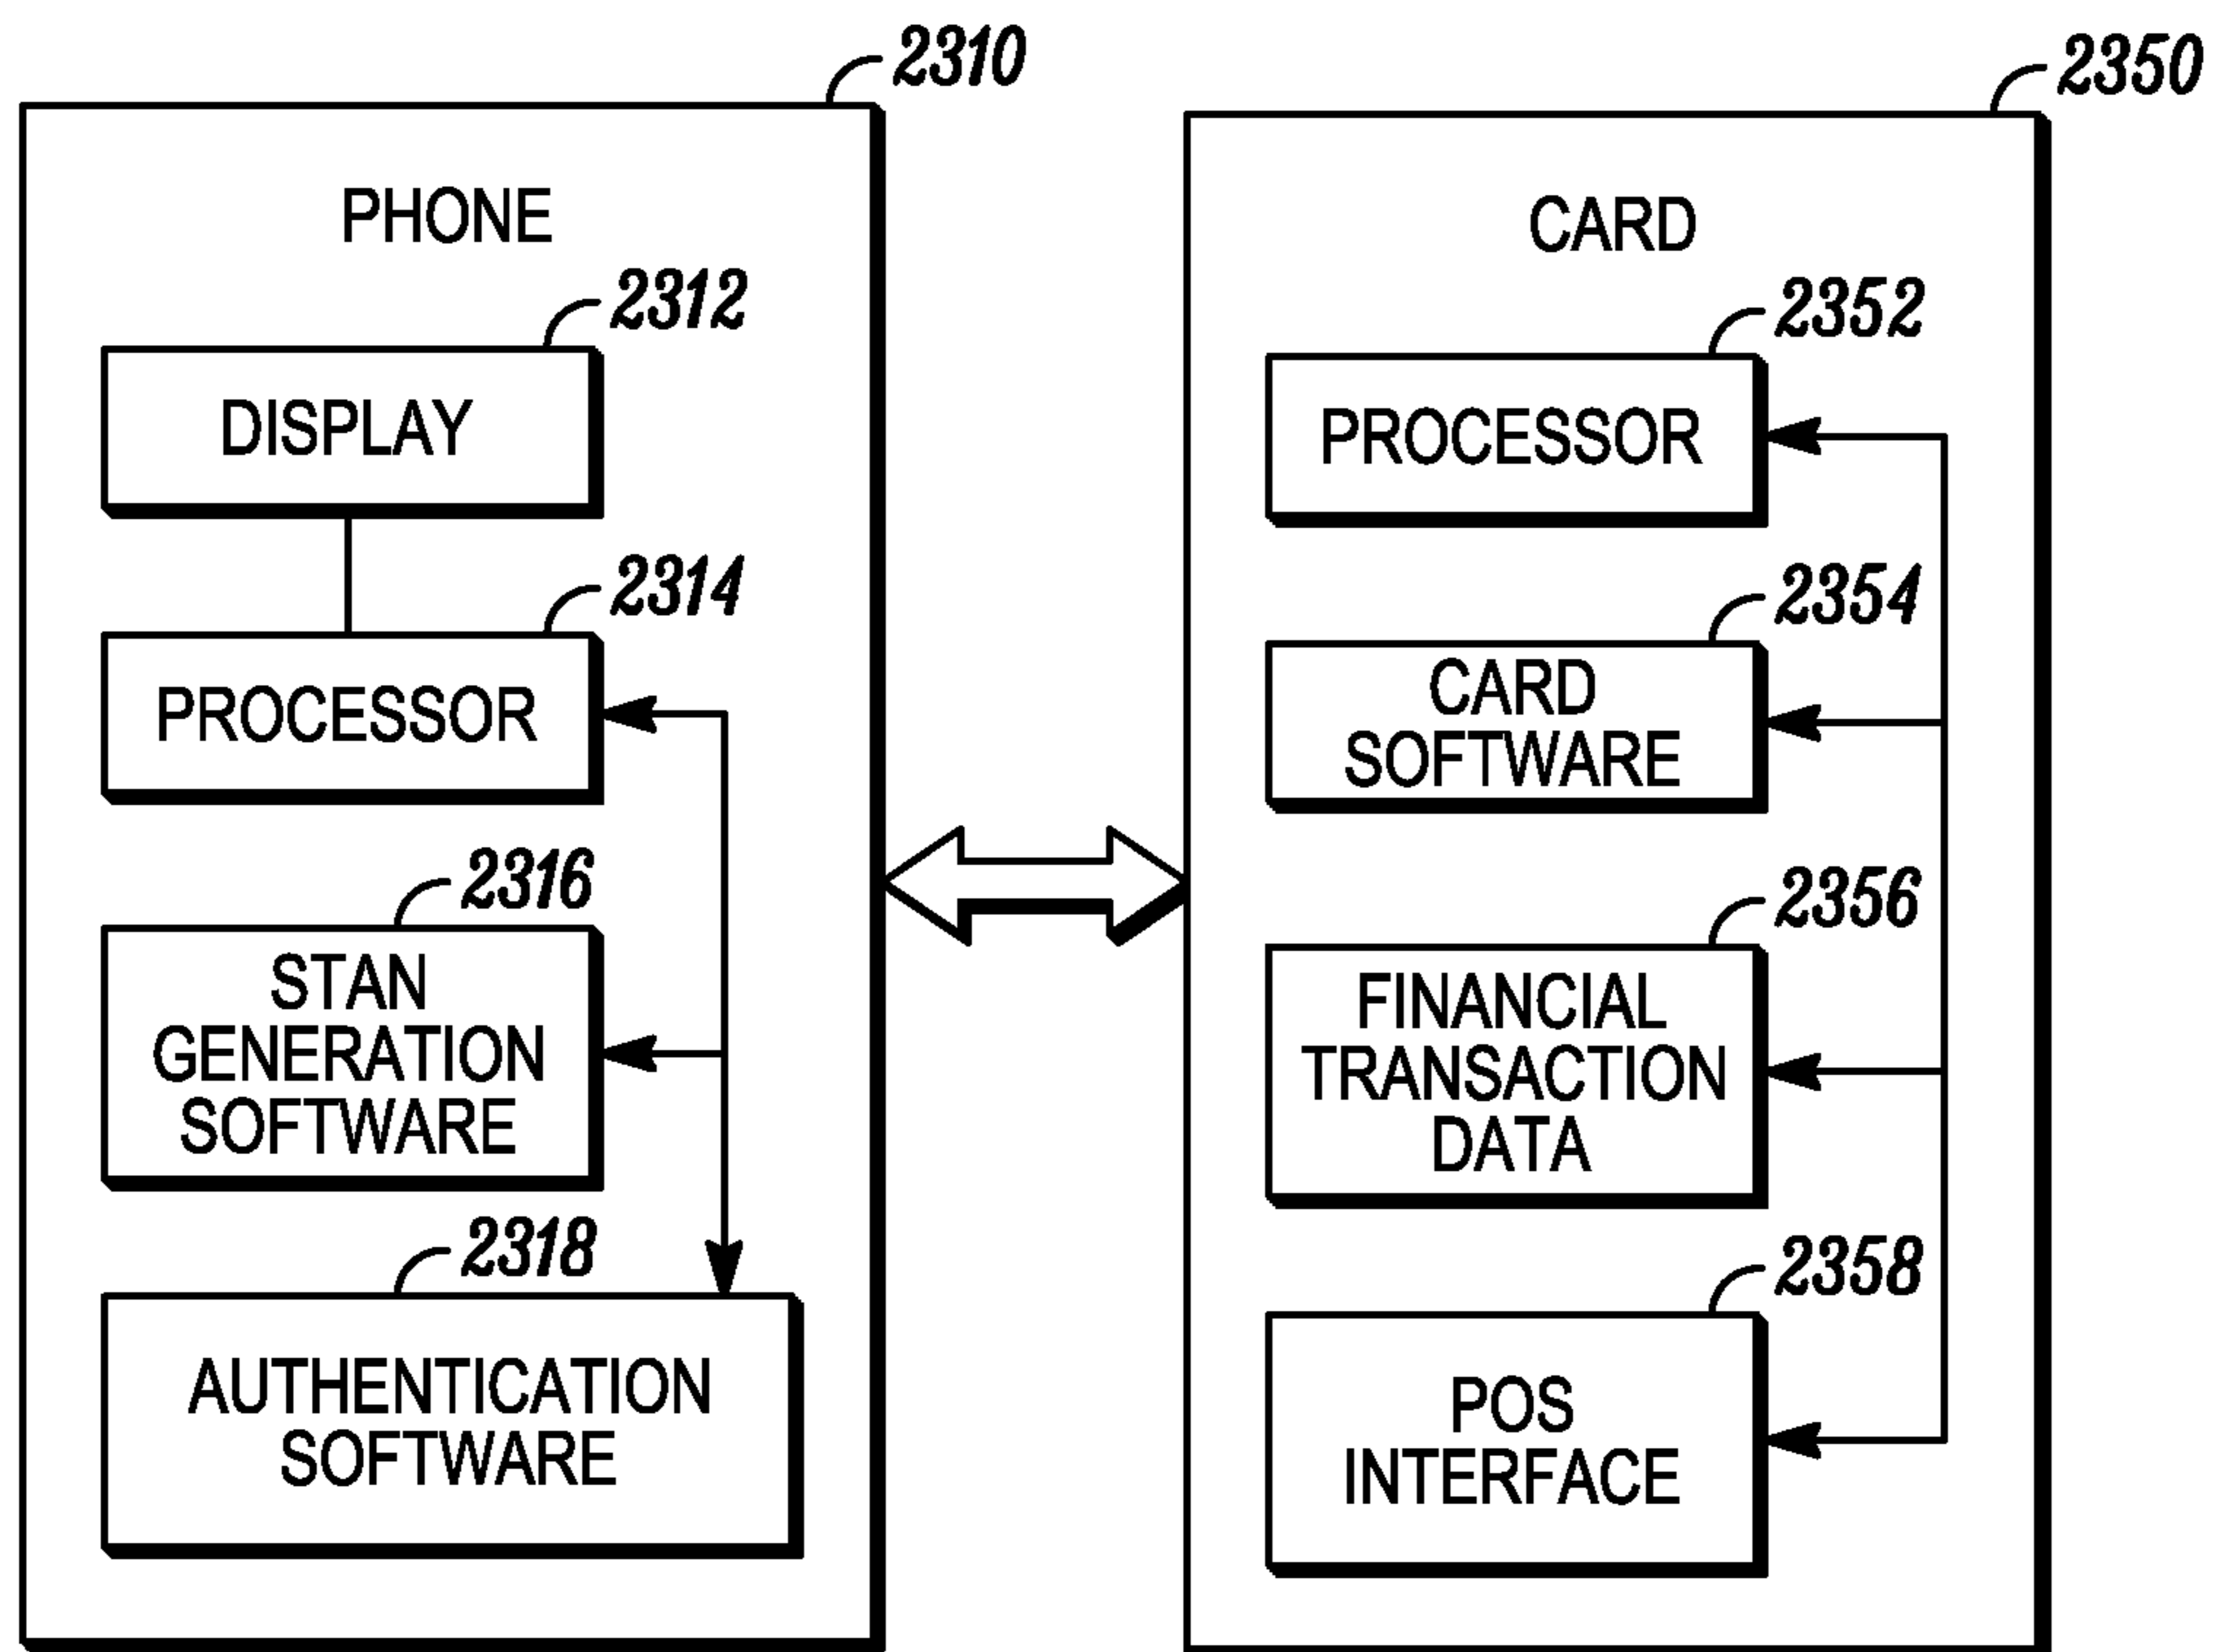 2310
PHONE
2312
DISPLAY
2314
PROCESSOR
2316
STAN
GENERATION
SOFTWARE
2318
AUTHENTICATION
SOFTWARE
2350
CARD
2352
PROCESSOR
2354
CARD
SOFTWARE
2356
FINANCIAL
TRANSACTION
DATA
2358
POS
INTERFACE